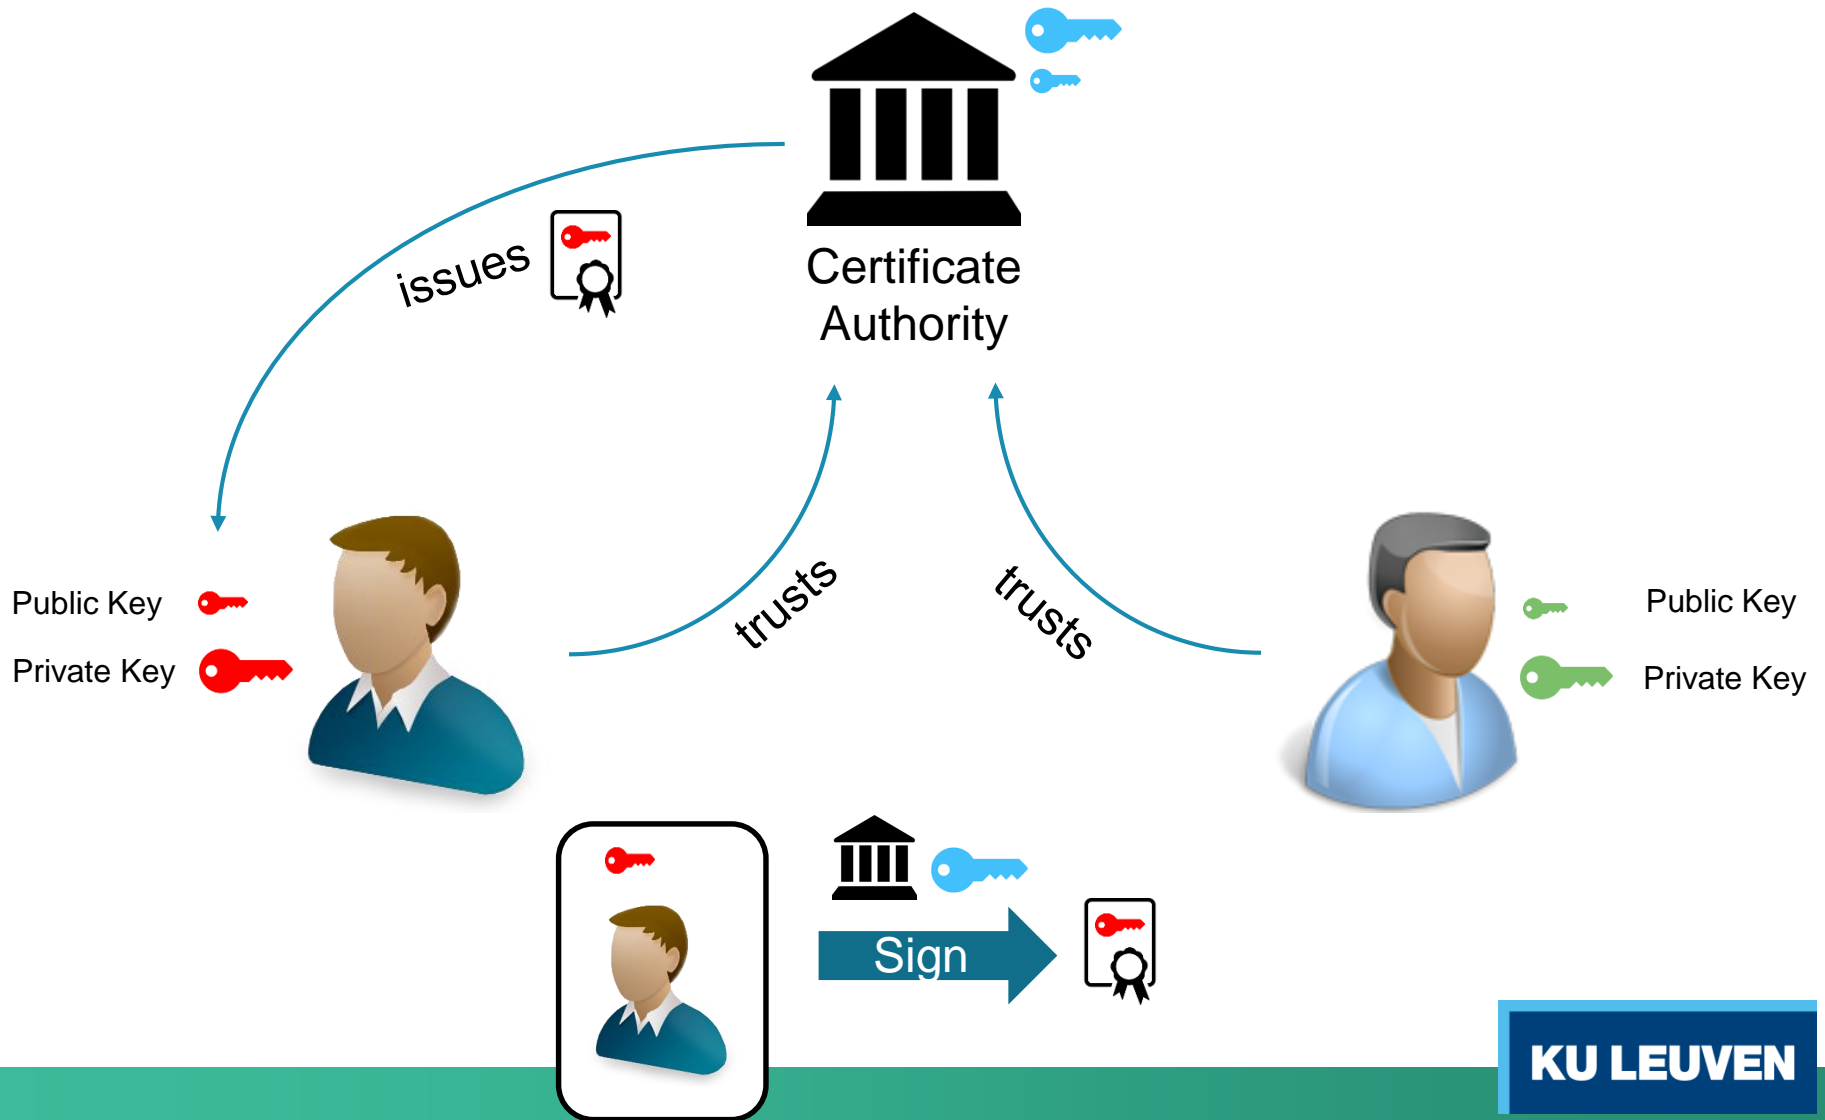 issues
Certificate
Authority
trusts
trusts
Public Key
Private Key
Public Key
Private Key
Sign
KU LEUVEN